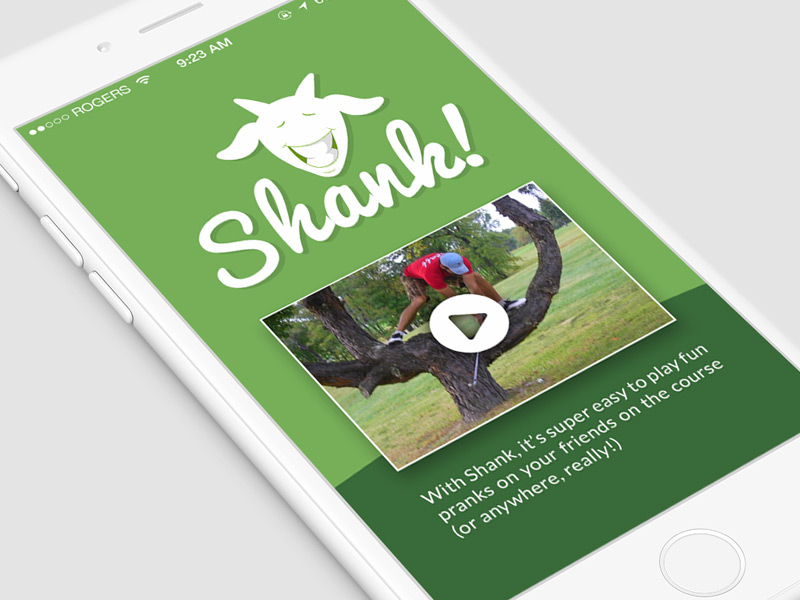 ROGERS 9:23 AM
Shank!
With Shank, it's super easy to play fun
pranks on your friends on the course
(or anywhere, really!)